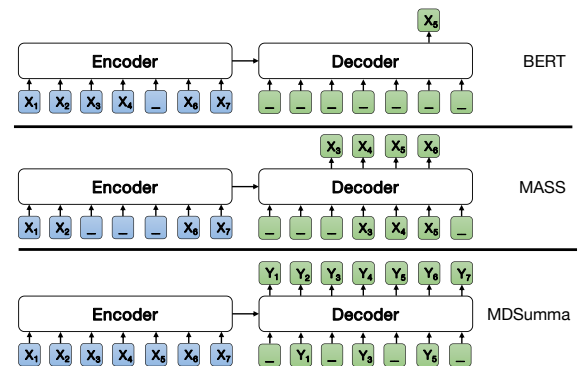 X₅
Encoder Decoder BERT
X₁ X₂ X₃ X₄ _ X₆ X₇ _ _ _ _ _ _ _
X₃ X₄ X₅ X₆
Encoder Decoder MASS
X₁ X₂ _ _ _ X₆ X₇ _ _ _ X₃ X₄ X₅ _
Y₁ Y₂ Y₃ Y₄ Y₅ Y₆ Y₇
Encoder Decoder MDSumma
X₁ X₂ X₃ X₄ X₅ X₆ X₇ _ Y₁ _ Y₃ _ Y₅ _